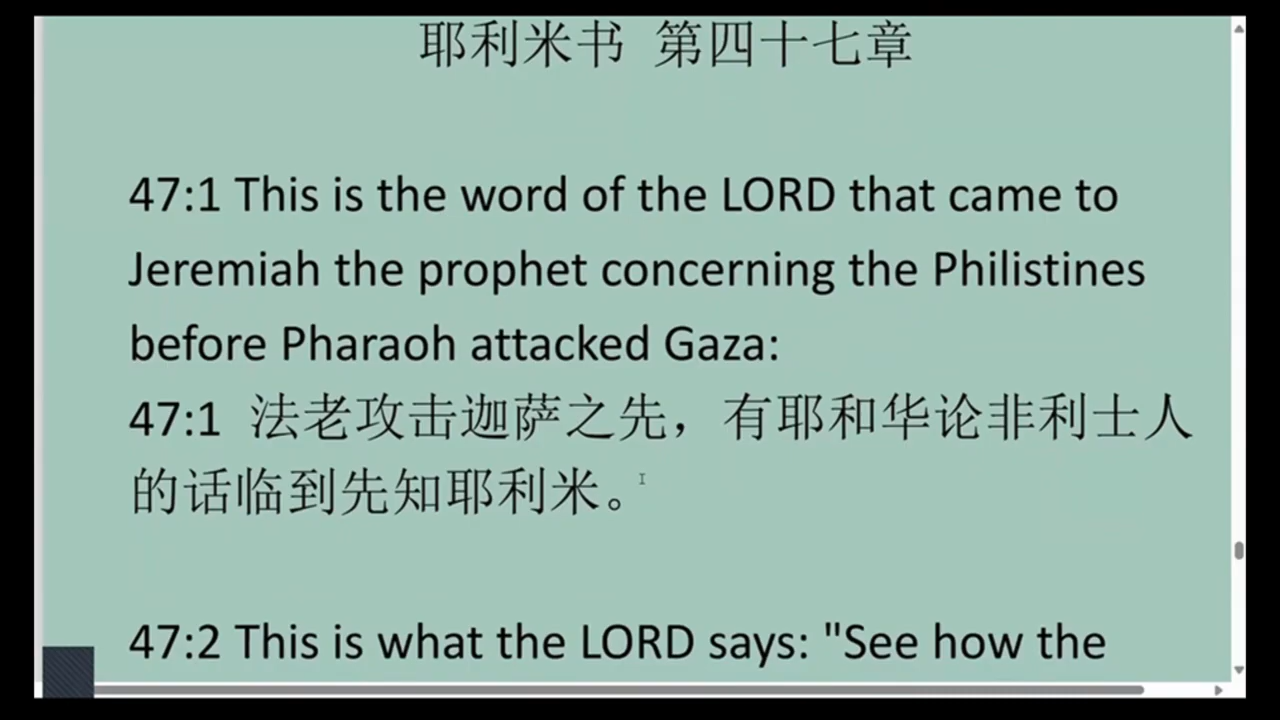 耶利米书 第四十七章
47:1 This is the word of the LORD that came to
Jeremiah the prophet concerning the Philistines
before Pharaoh attacked Gaza:
47:1 法老攻击迦萨之先，有耶和华论非利士人
的话临到先知耶利米。
47:2 This is what the LORD says: "See how the